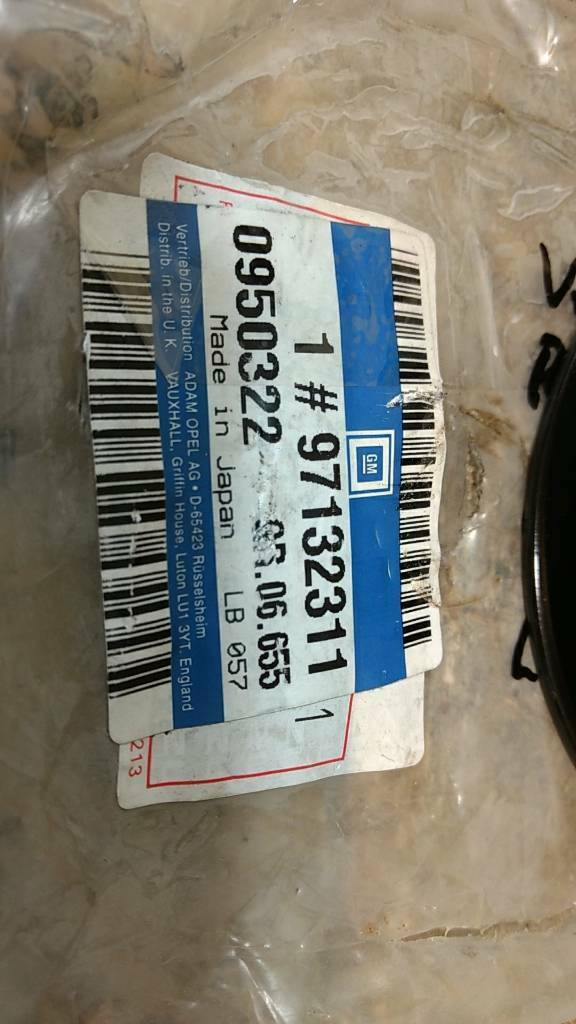 GM
1 # 97132311
0950322 05.06.655
Made in Japan LB 057
Vertrieb/Distribution ADAM OPEL AG • D-65423 Rüsselsheim
Distrib. in the U. K. VAUXHALL, Griffin House, Luton LU1 3YT. England
1
213